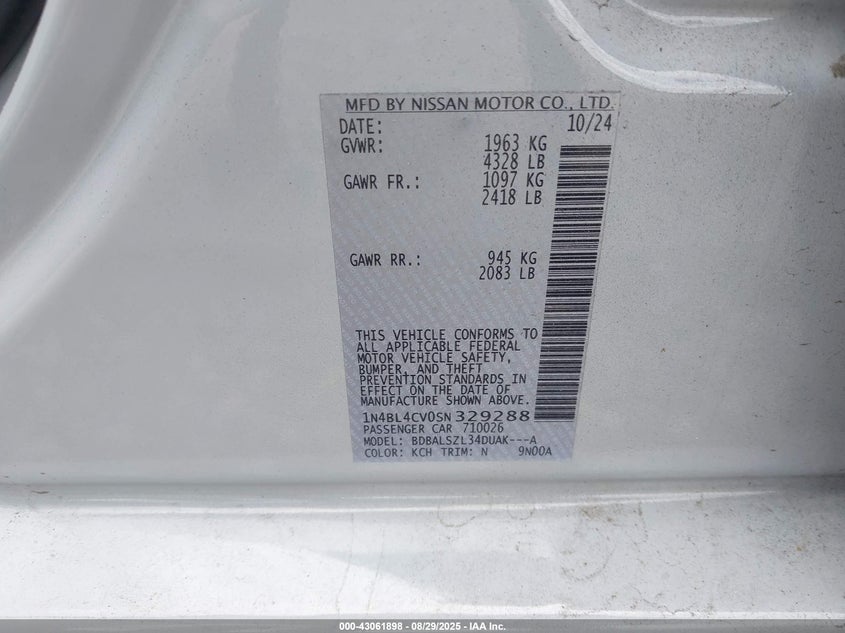 MFD BY NISSAN MOTOR CO., LTD.
DATE: 10/24
GVWR: 1963 KG
4328 LB
GAWR FR.: 1097 KG
2418 LB
GAWR RR.: 945 KG
2083 LB
THIS VEHICLE CONFORMS TO
ALL APPLICABLE FEDERAL
MOTOR VEHICLE SAFETY,
BUMPER, AND THEFT
PREVENTION STANDARDS IN
EFFECT ON THE DATE OF
MANUFACTURE SHOWN ABOVE.
1N4BL4CV0SN329288
PASSENGER CAR 710026
MODEL: BDBALSZL34DUAK---A
COLOR: KCH TRIM: N 9N00A
000-43061898 - 08/29/2025 - IAA Inc.